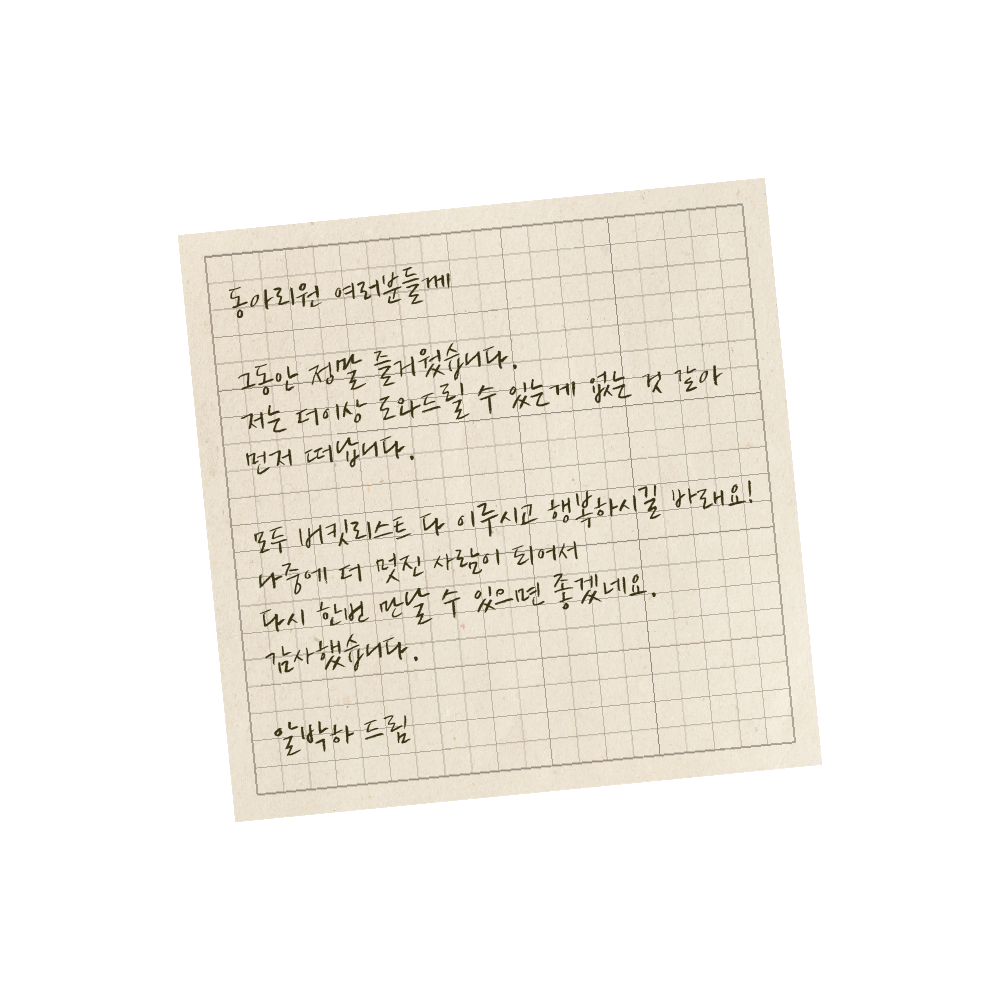 동아리원 여러분들께
그동안 정말 즐거웠습니다.
저는 더이상 도와드릴 수 있는게 없는 것 같아
먼저 떠납니다.
모두 버킷리스트 다 이루시고 행복하시길 바래요!
나중에 더 멋진 사람이 되어서
다시 한번 만날 수 있으면 좋겠네요.
감사했습니다.
알박하 드림